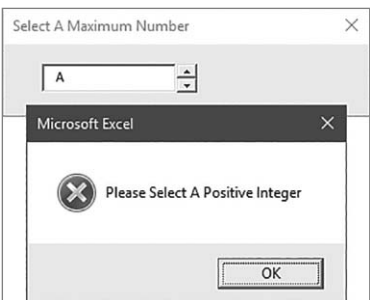 Select A Maximum Number
A
Microsoft Excel
Please Select A Positive Integer
OK